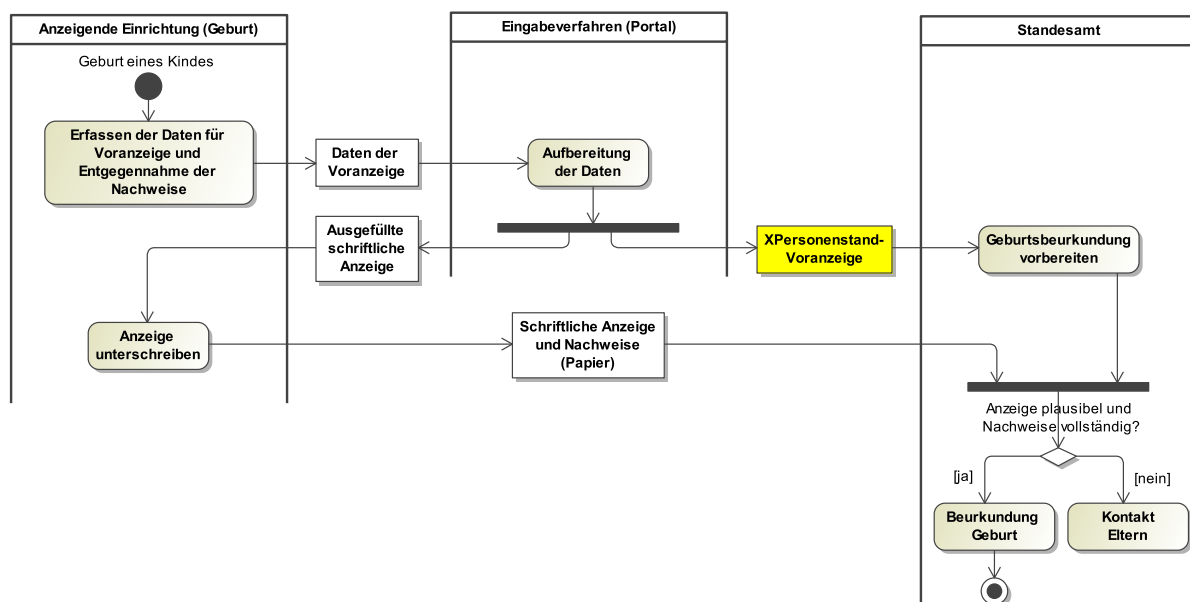 Anzeigende Einrichtung (Geburt)
Eingabeverfahren (Portal)
Standesamt
Geburt eines Kindes
Erfassen der Daten für
Voranzeige und
Entgegennahme der
Nachweise
Daten der
Voranzeige
Aufbereitung
der Daten
Ausgefüllte
schriftliche
Anzeige
XPersonenstand-
Voranzeige
Geburtsbeurkundung
vorbereiten
Anzeige
unterschreiben
Schriftliche Anzeige
und Nachweise
(Papier)
Anzeige plausibel und
Nachweise vollständig?
[ja]
[nein]
Beurkundung
Geburt
Kontakt
Eltern